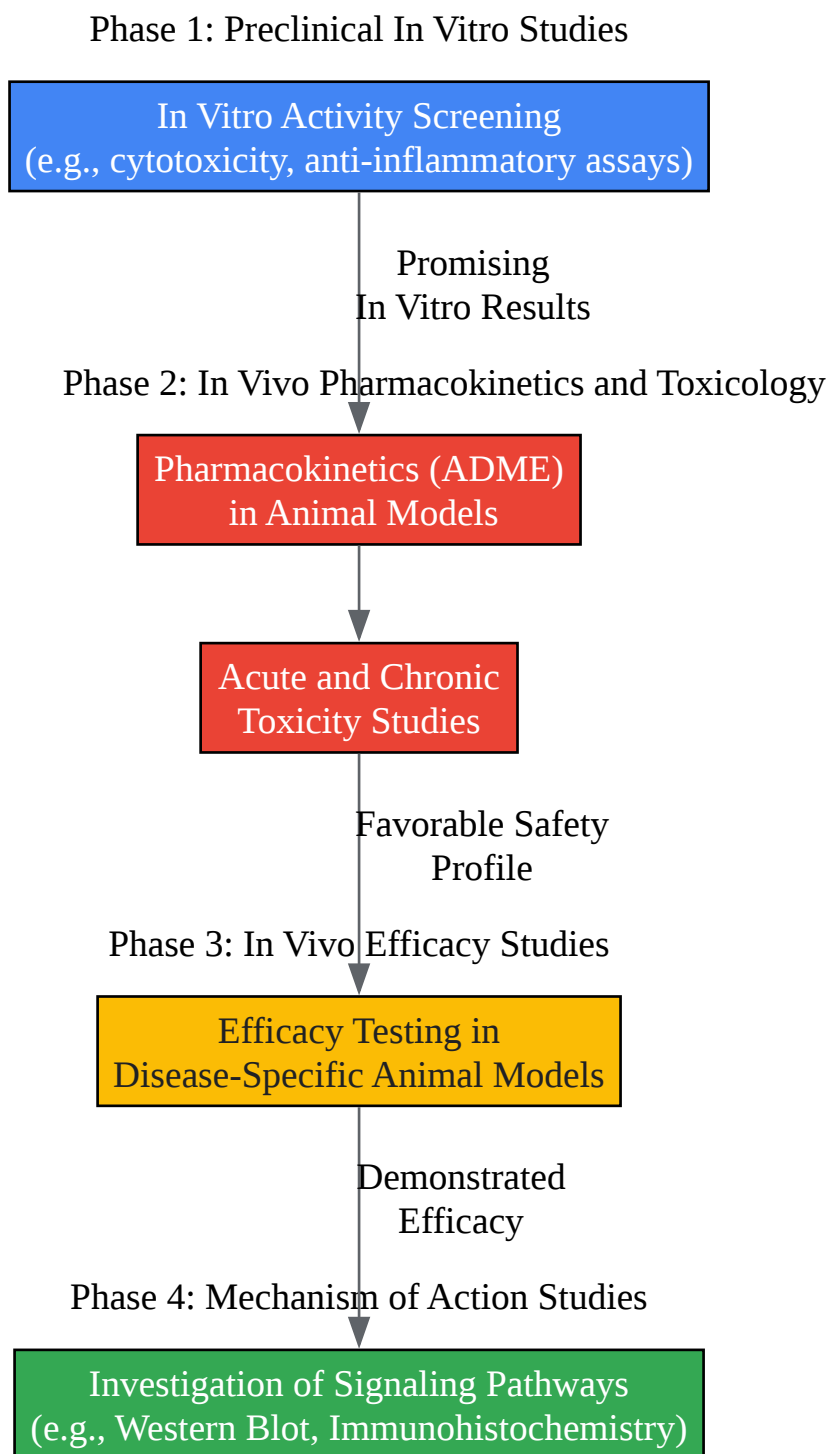 Phase 1: Preclinical In Vitro Studies
In Vitro Activity Screening
(e.g., cytotoxicity, anti-inflammatory assays)
Promising
In Vitro Results
Phase 2: In Vivo Pharmacokinetics and Toxicology
Pharmacokinetics (ADME)
in Animal Models
Acute and Chronic
Toxicity Studies
Favorable Safety
Profile
Phase 3: In Vivo Efficacy Studies
Efficacy Testing in
Disease-Specific Animal Models
Demonstrated
Efficacy
Phase 4: Mechanism of Action Studies
Investigation of Signaling Pathways
(e.g., Western Blot, Immunohistochemistry)